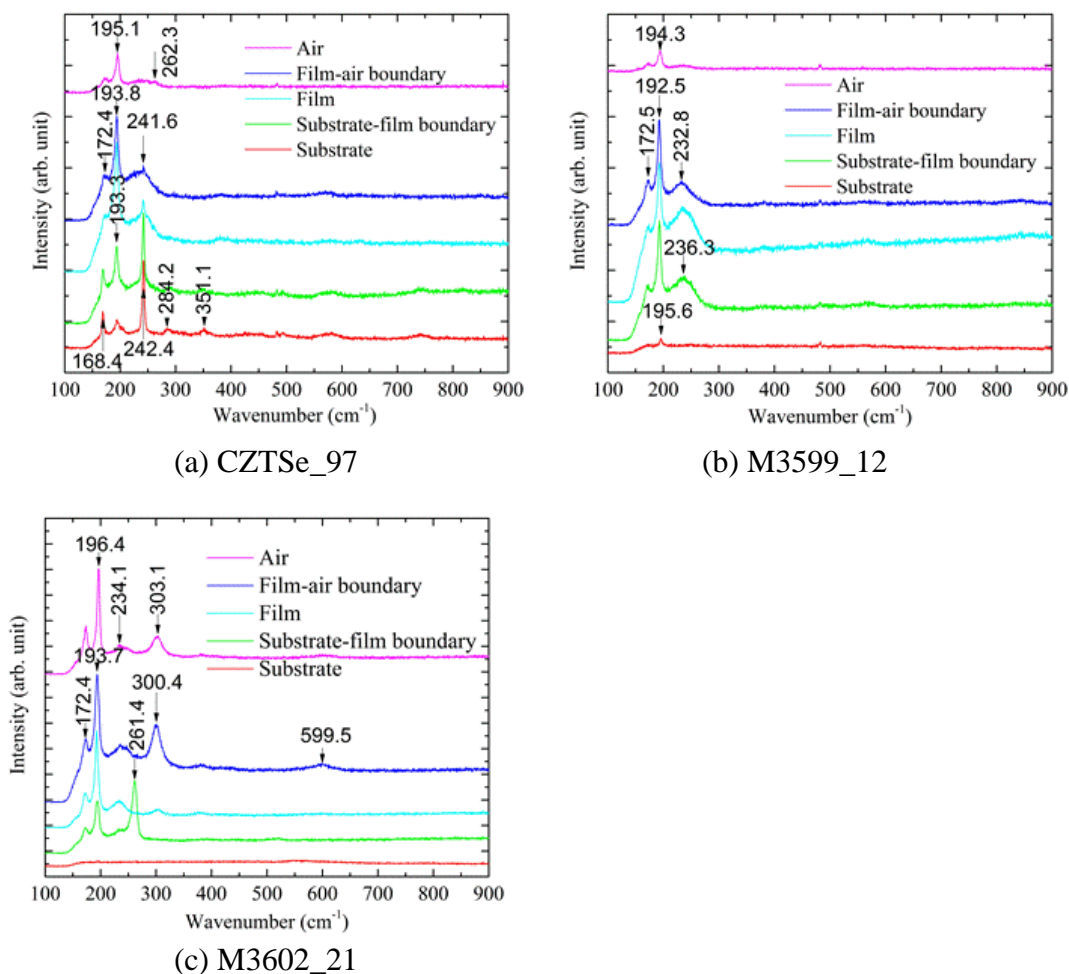 195.1
262.3
Air
Film-air boundary
Film
Substrate-film boundary
Substrate
193.8
172.4
241.6
193.3
284.2
351.1
168.4
242.4
Intensity (arb. unit)
100 200 300 400 500 600 700 800 900
Wavenumber (cm-1)
(a) CZTSe_97
194.3
Air
Film-air boundary
Film
Substrate-film boundary
Substrate
192.5
172.5
232.8
236.3
195.6
Intensity (arb. unit)
100 200 300 400 500 600 700 800 900
Wavenumber (cm-1)
(b) M3599_12
196.4
234.1
303.1
Air
Film-air boundary
Film
Substrate-film boundary
Substrate
193.7
172.4
300.4
261.4
599.5
Intensity (arb. unit)
100 200 300 400 500 600 700 800 900
Wavenumber (cm-1)
(c) M3602_21